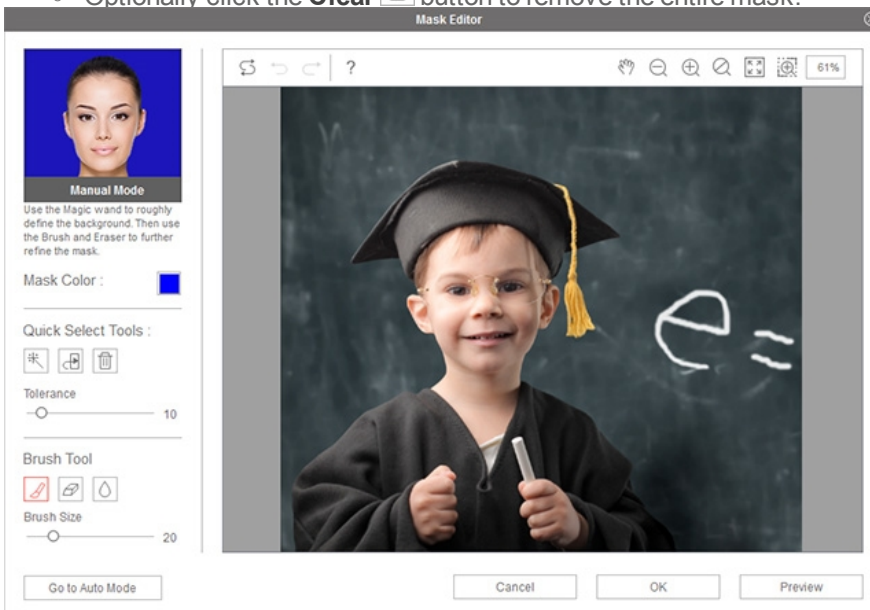 Optionally click the Clear button to remove the entire mask.
Mask Editor
?
61%
Manual Mode
Use the Magic wand to roughly
define the background. Then use
the Brush and Eraser to further
refine the mask.
Mask Color :
Quick Select Tools :
Tolerance
10
Brush Tool
Brush Size
20
e=
Go to Auto Mode
Cancel
OK
Preview